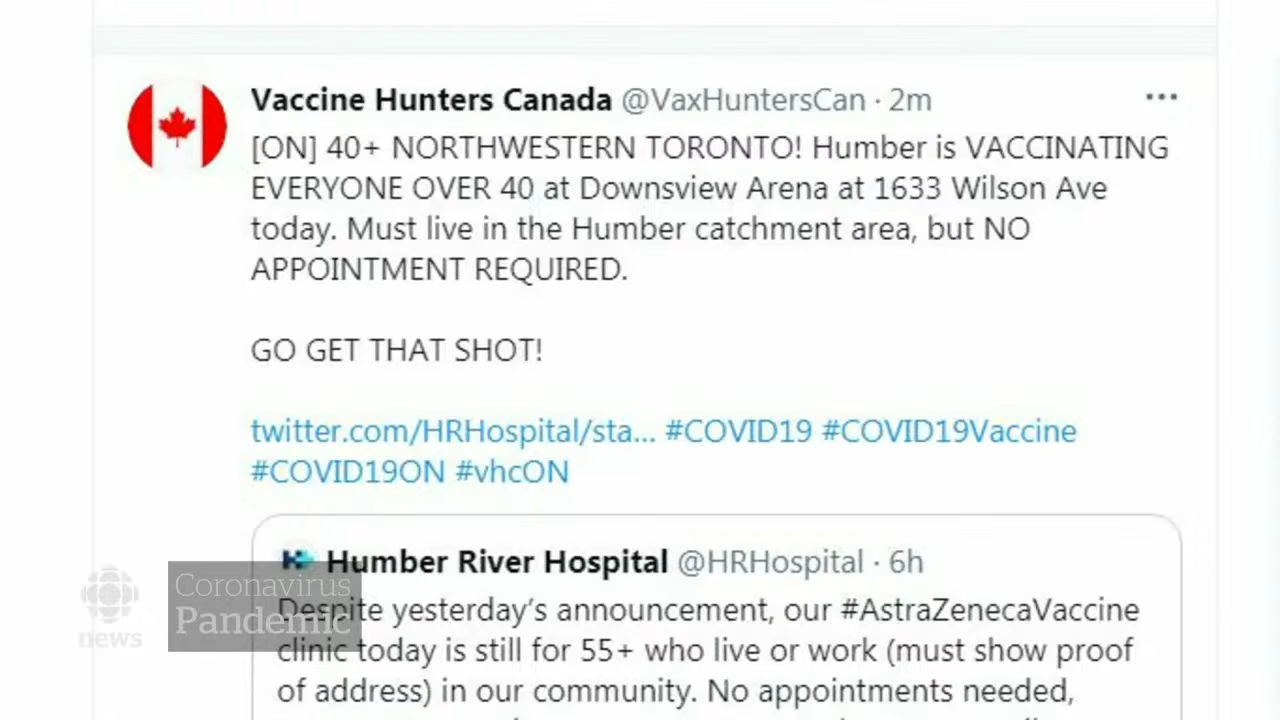 Vaccine Hunters Canada @VaxHuntersCan · 2m
[ON] 40+ NORTHWESTERN TORONTO! Humber is VACCINATING
EVERYONE OVER 40 at Downsview Arena at 1633 Wilson Ave
today. Must live in the Humber catchment area, but NO
APPOINTMENT REQUIRED.
GO GET THAT SHOT!
twitter.com/HRHospital/sta... #COVID19 #COVID19Vaccine
#COVID19ON #vhcON
Humber River Hospital @HRHospital · 6h
Despite yesterday's announcement, our #AstraZenecaVaccine
clinic today is still for 55+ who live or work (must show proof
of address) in our community. No appointments needed,
news
Coronavirus
Pandemic